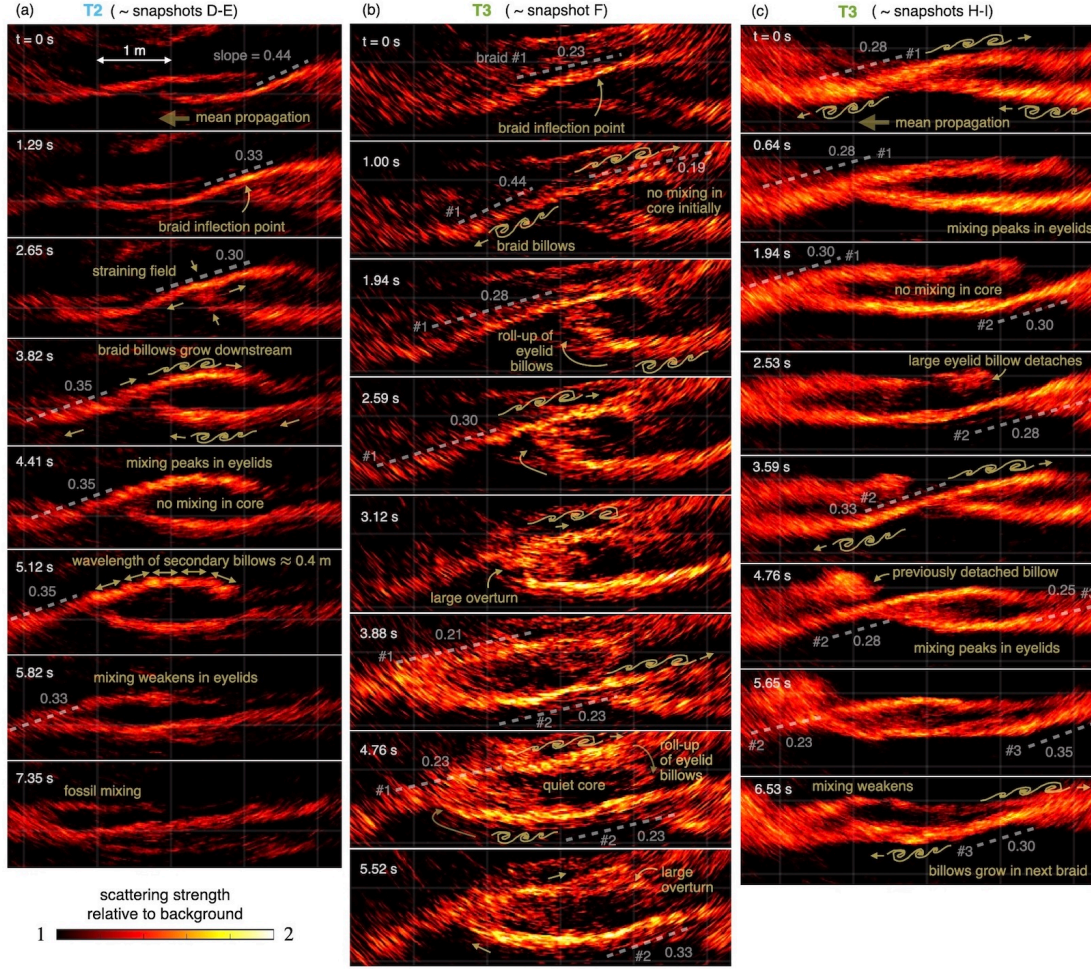 (a) T2 (~ snapshots D-E)
t = 0 s
1 m
slope = 0.44
mean propagation
1.29 s
0.33
braid inflection point
2.65 s
0.30
straining field
3.82 s
braid billows grow downstream
0.35
4.41 s
mixing peaks in eyelids
0.35
no mixing in core
5.12 s
wavelength of secondary billows ≈ 0.4 m
0.35
5.82 s
mixing weakens in eyelids
0.33
7.35 s
fossil mixing
scattering strength
relative to background
1 2
(b) T3 (~ snapshot F)
t = 0 s
braid #1
0.23
braid inflection point
1.00 s
0.44
0.19
no mixing in
core initially
#1
braid billows
1.94 s
0.28
#1
roll-up of
eyelid
billows
2.59 s
0.30
#1
3.12 s
large overturn
3.88 s
0.21
#1
#2
0.23
4.76 s
0.23
roll-up
of eyelid
billows
#1
quiet core
#2
0.23
5.52 s
large
overturn
#2
0.33
(c) T3 (~ snapshots H-I)
t = 0 s
0.28
#1
mean propagation
0.64 s
0.28
#1
mixing peaks in eyelids
1.94 s
0.30
#1
no mixing in core
#2
0.30
2.53 s
large eyelid billow detaches
#2
0.28
3.59 s
#2
0.33
4.76 s
previously detached billow
0.25
#2
0.28
mixing peaks in eyelids
5.65 s
#2
0.23
#3
0.35
6.53 s
mixing weakens
#3
0.30
billows grow in next braid